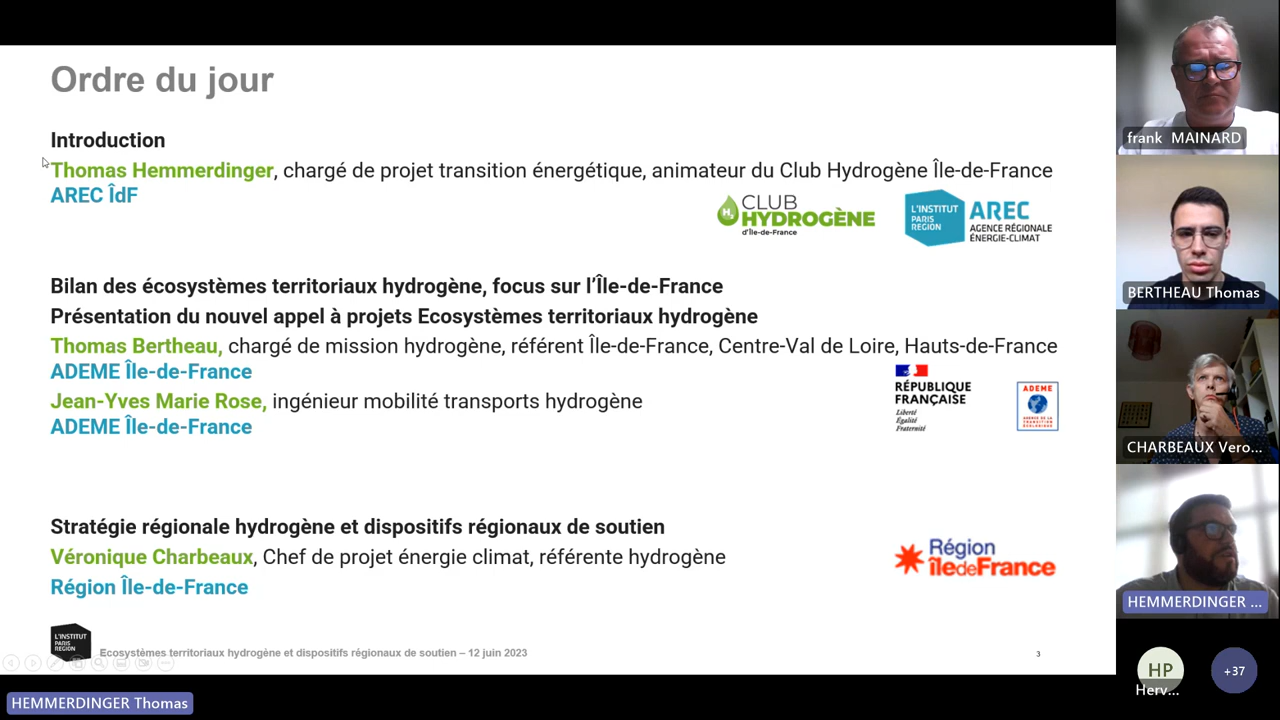 Ordre du jour
Introduction
Thomas Hemmerdinger, chargé de projet transition énergétique, animateur du Club Hydrogène Île-de-France
AREC ÎdF
CLUB
HYDROGÈNE
d'Île-de-France
H₂
L'INSTITUT
PARIS
REGION
AREC
AGENCE RÉGIONALE
ÉNERGIE-CLIMAT
Bilan des écosystèmes territoriaux hydrogène, focus sur l'Île-de-France
Présentation du nouvel appel à projets Ecosystèmes territoriaux hydrogène
Thomas Bertheau, chargé de mission hydrogène, référent Île-de-France, Centre-Val de Loire, Hauts-de-France
ADEME Île-de-France
Jean-Yves Marie Rose, ingénieur mobilité transports hydrogène
ADEME Île-de-France
RÉPUBLIQUE
FRANÇAISE
Liberté
Égalité
Fraternité
ADEME
AGENCE DE LA
TRANSITION
ÉCOLOGIQUE
Stratégie régionale hydrogène et dispositifs régionaux de soutien
Véronique Charbeaux, Chef de projet énergie climat, référente hydrogène
Région Île-de-France
Région
îledeFrance
L'INSTITUT
PARIS
REGION
Ecosystèmes territoriaux hydrogène et dispositifs régionaux de soutien – 12 juin 2023
3
HEMMERDINGER Thomas
frank MAINARD
BERTHEAU Thomas
CHARBEAUX Vero...
HEMMERDINGER ...
HP
Herv...
+37